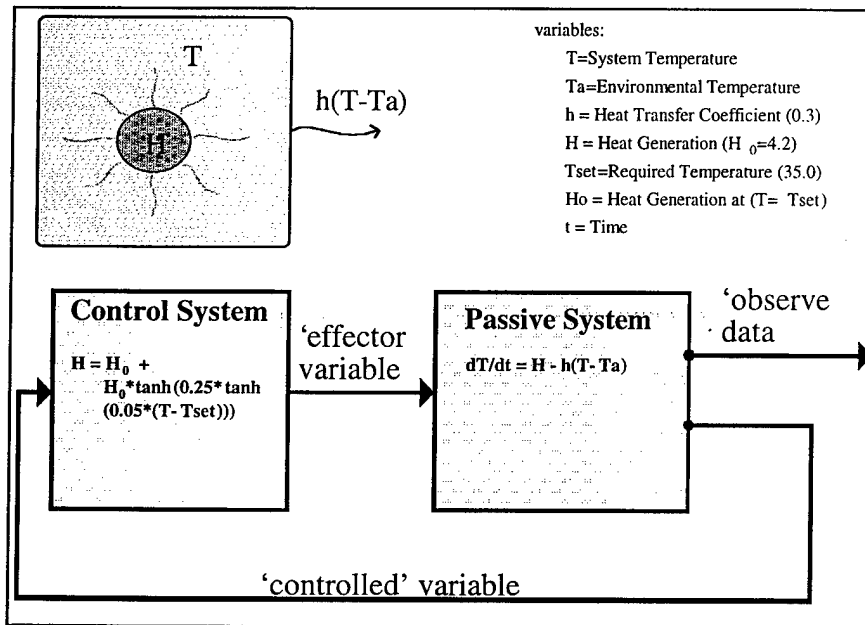 T
H
h(T-Ta)
variables:
T=System Temperature
Ta=Environmental Temperature
h = Heat Transfer Coefficient (0.3)
H = Heat Generation (H 0=4.2)
Tset=Required Temperature (35.0)
Ho = Heat Generation at (T= Tset)
t = Time
Control System
H = H0 +
H0*tanh(0.25*tanh
(0.05*(T-Tset)))
'effector
variable
Passive System
dT/dt = H - h(T-Ta)
'observe
data
'controlled' variable